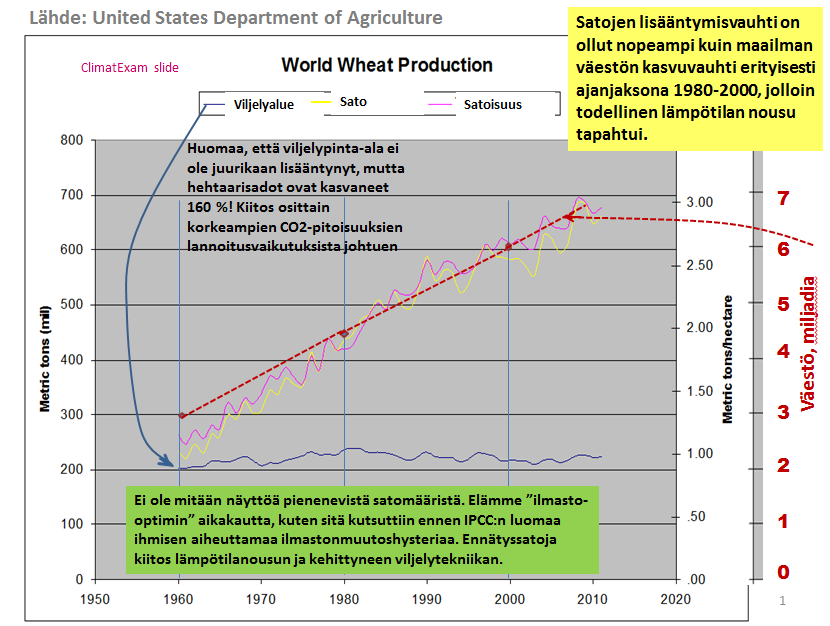 Lähde: United States Department of Agriculture
Satojen lisääntymisvauhti on
ollut nopeampi kuin maailman
väestön kasvuvauhti erityisesti
ajanjaksona 1980-2000, jolloin
todellinen lämpötilan nousu
tapahtui.
ClimatExam slide
World Wheat Production
Viljelyalue
Sato
Satoisuus
Huomaa, että viljelypinta-ala ei
ole juurikaan lisääntynyt, mutta
hehtaarisadot ovat kasvaneet
160 %! Kiitos osittain
korkeampien CO2-pitoisuuksien
lannoitusvaikutuksista johtuen
800
700
600
500
400
300
200
100
0
Metric tons (mil)
3.00
2.50
2.00
1.50
1.00
.50
.00
Metric tons/hectare
7
6
5
4
3
2
1
0
Väestö, miljadia
Ei ole mitään näyttöä pienenevistä satomääristä. Elämme ”ilmasto-
optimin” aikakautta, kuten sitä kutsuttiin ennen IPCC:n luomaa
ihmisen aiheuttamaa ilmastonmuutoshysteriaa. Ennätyssatoja
kiitos lämpötilanousun ja kehittyneen viljelytekniikan.
1950 1960 1970 1980 1990 2000 2010 2020
1